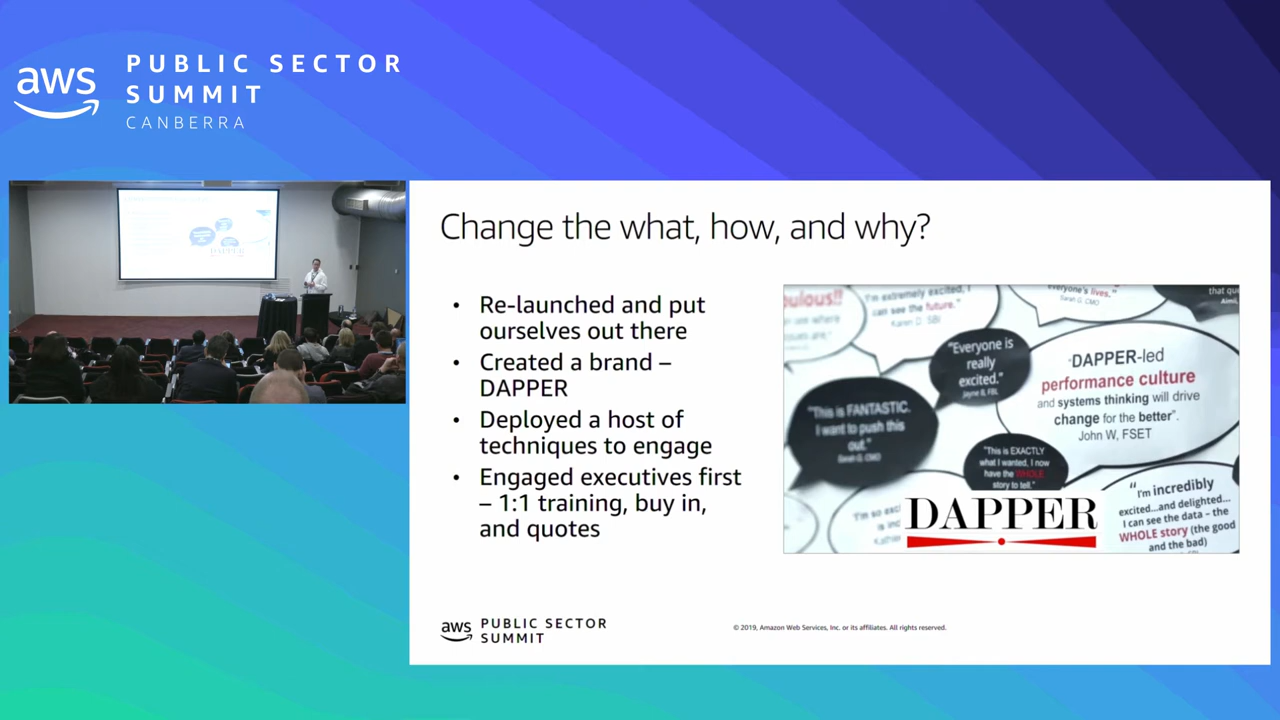 aws
PUBLIC SECTOR
SUMMIT
CANBERRA
Change the what, how, and why?
• Re-launched and put
ourselves out there
• Created a brand –
DAPPER
• Deployed a host of
techniques to engage
• Engaged executives first
– 1:1 training, buy in,
and quotes
pulous!!
"I'm extremely excited, I
can see the future."
Karen D. SBI
everyone's lives."
Sarah G. CMO
that
"Everyone is
really
excited."
Jayne B, FBL
"DAPPER-led
performance culture
and systems thinking will drive
change for the better".
John W, FSET
"This is FANTASTIC.
I want to push this
out."
Sarah G. CMO
"This is EXACTLY
what I wanted, I now
have the WHOLE
story to tell."
"I'm so
DAPPER
"I'm incredibly
excited...and delighted...
I can see the data – the
WHOLE story (the good
and the bad)
aws
PUBLIC SECTOR
SUMMIT
© 2019, Amazon Web Services, Inc. or its affiliates. All rights reserved.